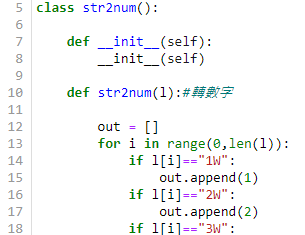 5 class str2num():
6
7     def __init__(self):
8         __init__(self)
9
10     def str2num(l):#轉數字
11
12         out = []
13         for i in range(0,len(l)):
14             if l[i]=="1W":
15                 out.append(1)
16             if l[i]=="2W":
17                 out.append(2)
18             if l[i]=="3W":